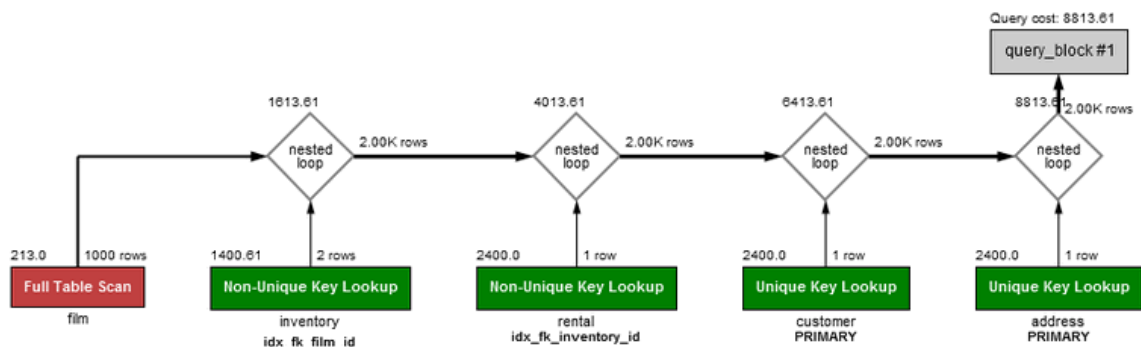 Query cost: 8813.61
query_block #1
1613.61
4013.61
6413.61
8813.61
2.00K rows
nested
loop
2.00K rows
nested
loop
2.00K rows
nested
loop
2.00K rows
nested
loop
213.0
1000 rows
1400.61
2 rows
2400.0
1 row
2400.0
1 row
2400.0
1 row
Full Table Scan
Non-Unique Key Lookup
Non-Unique Key Lookup
Unique Key Lookup
Unique Key Lookup
film
inventory
rental
customer
address
idx_fk_film_id
idx_fk_inventory_id
PRIMARY
PRIMARY